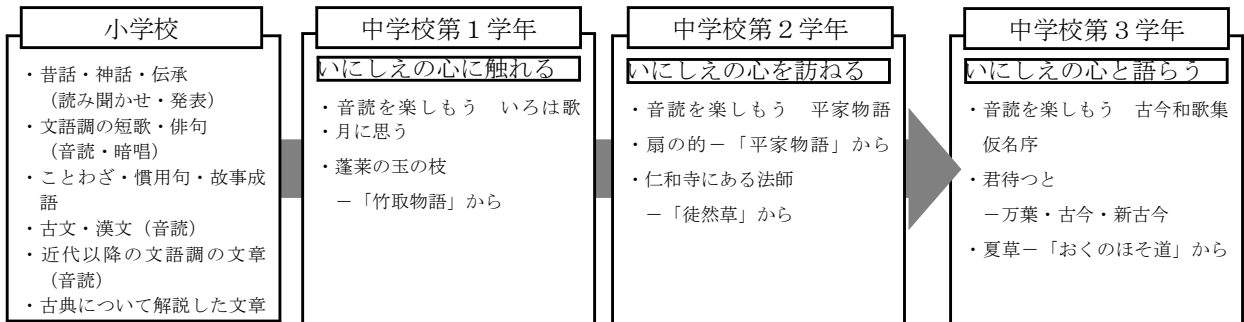 小学校
・昔話・神話・伝承
（読み聞かせ・発表）
・文語調の短歌・俳句
（音読・暗唱）
・ことわざ・慣用句・故事成
語
・古文・漢文（音読）
・近代以降の文語調の文章
（音読）
・古典について解説した文章
中学校第１学年
いにしえの心に触れる
・音読を楽しもう　いろは歌
・月に思う
・蓬莱の玉の枝
－「竹取物語」から
中学校第２学年
いにしえの心を訪ねる
・音読を楽しもう　平家物語
・扇の的－「平家物語」から
・仁和寺にある法師
－「徒然草」から
中学校第３学年
いにしえの心と語らう
・音読を楽しもう　古今和歌集
仮名序
・君待つと
－万葉・古今・新古今
・夏草－「おくのほそ道」から